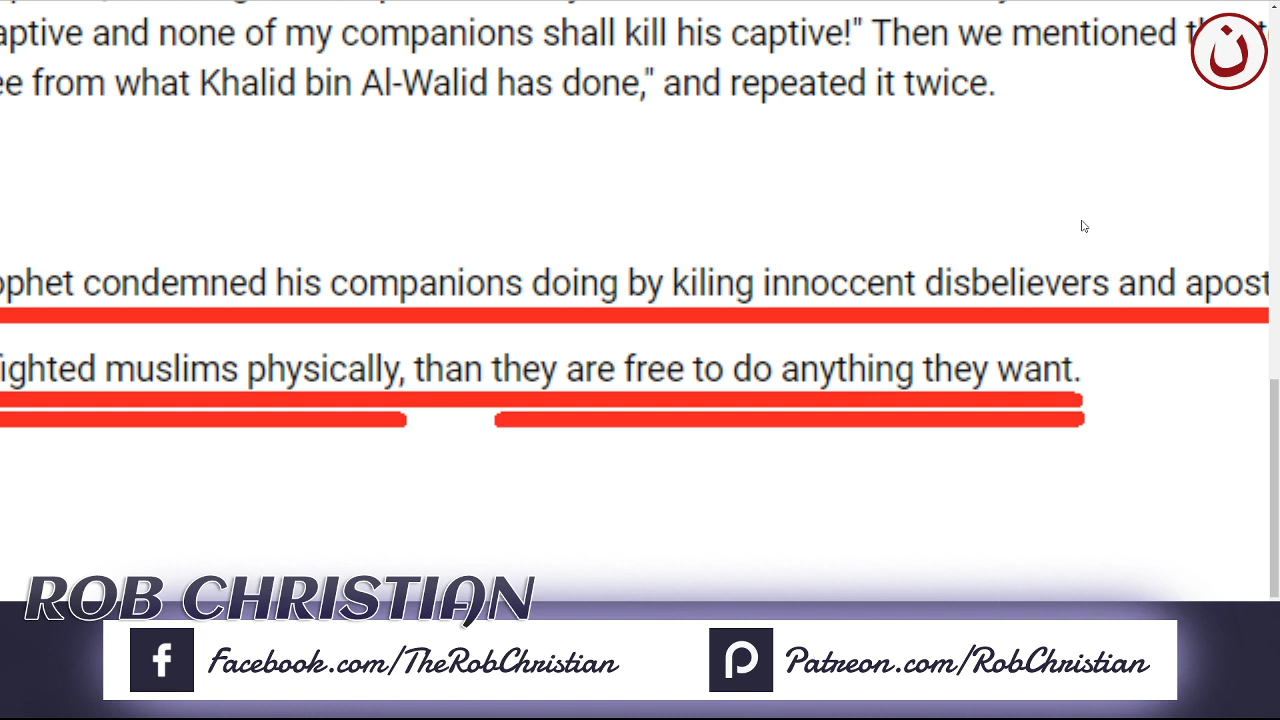 aptive and none of my companions shall kill his captive!" Then we mentioned
ee from what Khalid bin Al-Walid has done," and repeated it twice.
ن
ophet condemned his companions doing by kiling innoccent disbelievers and apost
fighted muslims physically, than they are free to do anything they want.
ROB CHRISTIAN
Facebook.com/TheRobChristian
Patreon.com/RobChristian